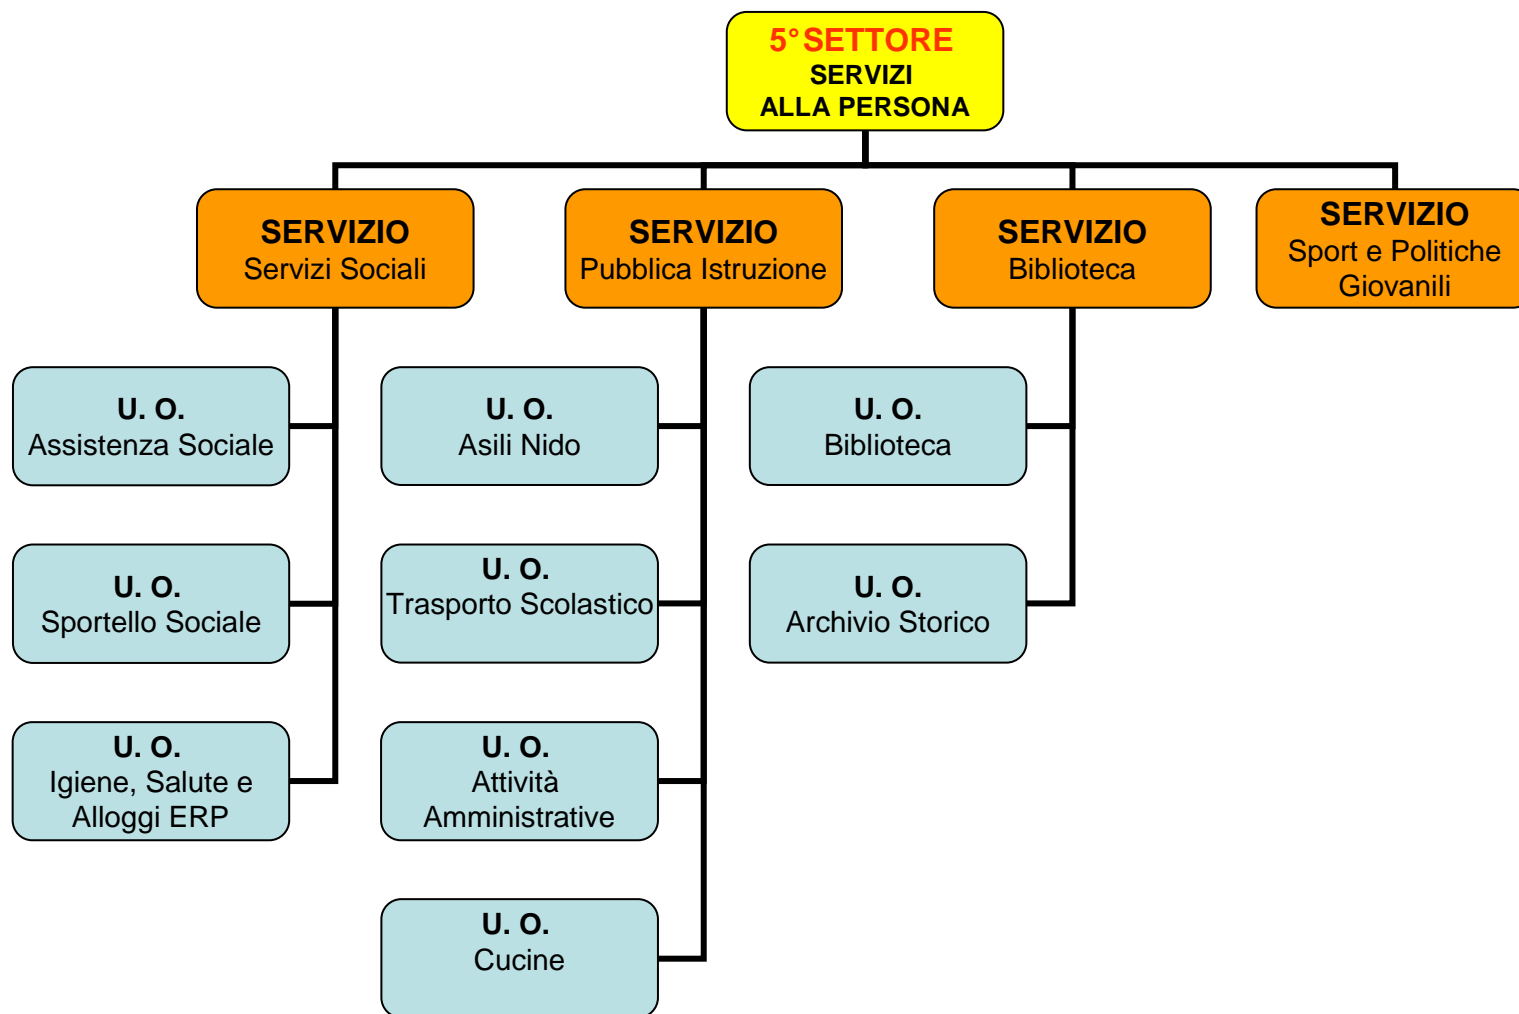 5° SETTORE
SERVIZI
ALLA PERSONA
SERVIZIO
Servizi Sociali
SERVIZIO
Pubblica Istruzione
SERVIZIO
Biblioteca
SERVIZIO
Sport e Politiche
Giovanili
U. O.
Assistenza Sociale
U. O.
Asili Nido
U. O.
Biblioteca
U. O.
Sportello Sociale
U. O.
Trasporto Scolastico
U. O.
Archivio Storico
U. O.
Igiene, Salute e
Alloggi ERP
U. O.
Attività
Amministrative
U. O.
Cucine